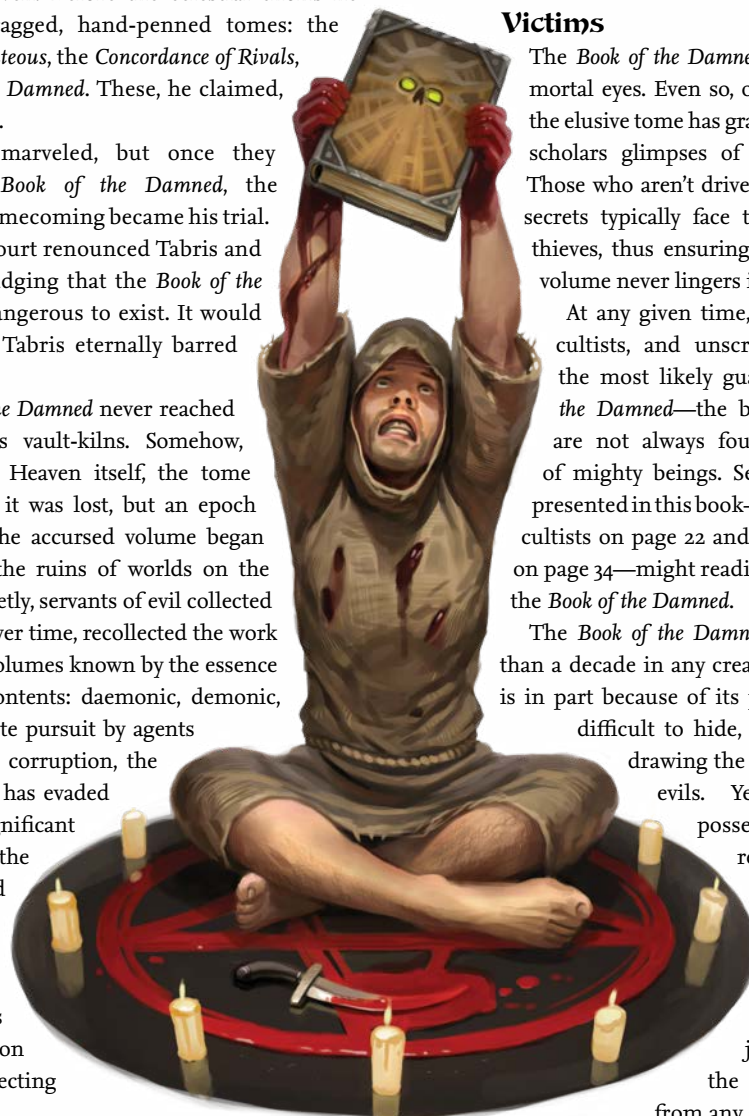 ragged, hand-penned tomes: the
teous, the Concordance of Rivals,
Damned. These, he claimed,
marveled, but once they
Book of the Damned, the
mecoming became his trial.
ourt renounced Tabris and
dging that the Book of the
angerous to exist. It would
Tabris eternally barred
e Damned never reached
s vault-kilns. Somehow,
Heaven itself, the tome
it was lost, but an epoch
he accursed volume began
the ruins of worlds on the
etly, servants of evil collected
ver time, recollected the work
olumes known by the essence
ontents: daemonic, demonic,
te pursuit by agents
corruption, the
has evaded
nificant
the
d
s
on
ecting
Victims
The Book of the Damne
mortal eyes. Even so, o
the elusive tome has gra
scholars glimpses of
Those who aren't drive
secrets typically face t
thieves, thus ensuring
volume never lingers i
At any given time,
cultists, and unscr
the most likely gua
the Damned—the b
are not always fou
of mighty beings. Se
presented in this book—
cultists on page 22 and
on page 34—might readi
the Book of the Damned.
The Book of the Damn
than a decade in any crea
is in part because of its p
difficult to hide,
drawing the
evils. Ye
posse
re
j
the
from any